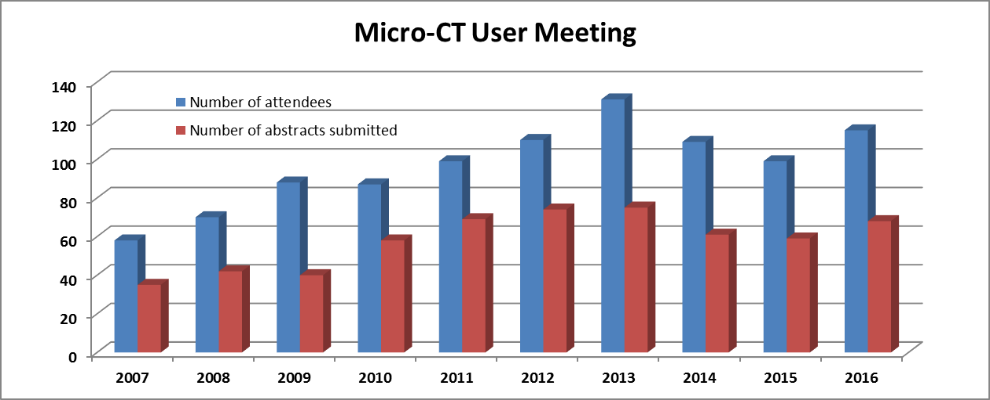 Micro-CT User Meeting
140
120
100
80
60
40
20
0
Number of attendees
Number of abstracts submitted
2007 2008 2009 2010 2011 2012 2013 2014 2015 2016